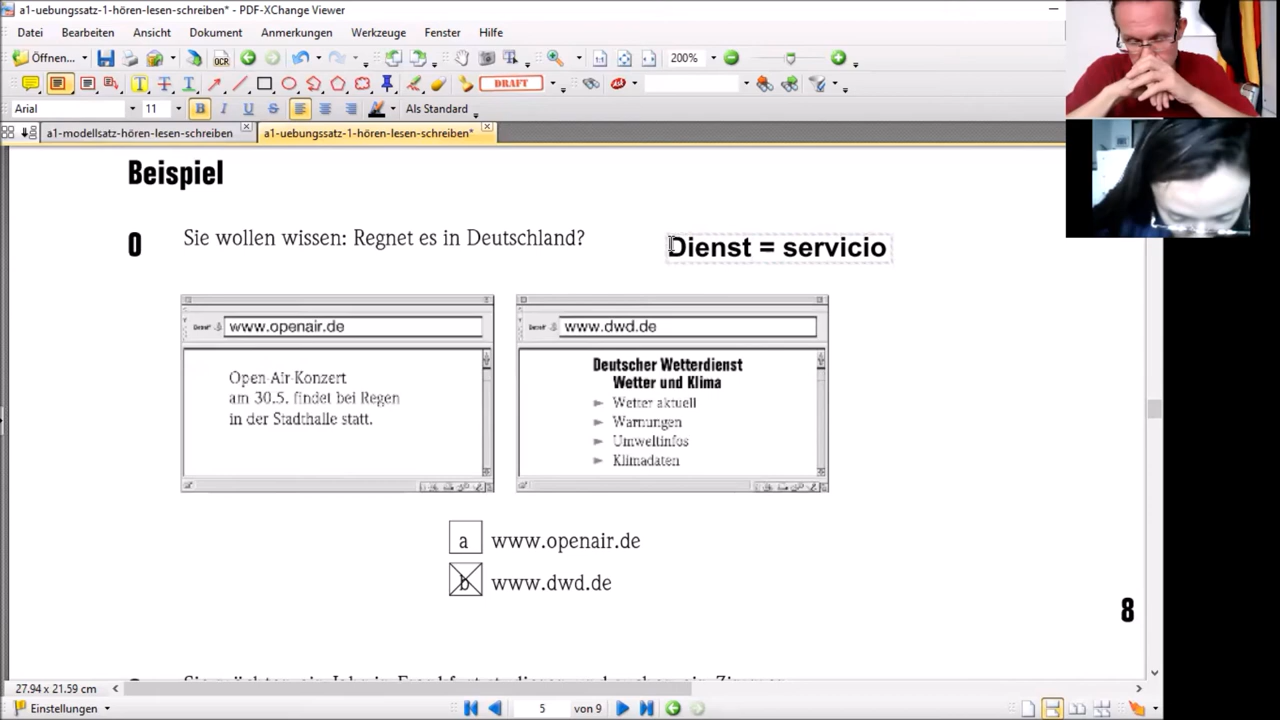 a1-uebungssatz-1-hören-lesen-schreiben* - PDF-XChange Viewer
Datei Bearbeiten Ansicht Dokument Anmerkungen Werkzeuge Fenster Hilfe
Öffnen... OCR 200%
DRAFT
Arial 11 B I U Als Standard
a1-modellsatz-hören-lesen-schreiben a1-uebungssatz-1-hören-lesen-schreiben*
Beispiel
0 Sie wollen wissen: Regnet es in Deutschland? Dienst = servicio
www.openair.de
Open-Air-Konzert
am 30.5. findet bei Regen
in der Stadthalle statt.
www.dwd.de
Deutscher Wetterdienst
Wetter und Klima
Wetter aktuell
Warnungen
Umweltinfos
Klimadaten
a www.openair.de
b www.dwd.de
8
27.94 x 21.59 cm
Einstellungen 5 von 9